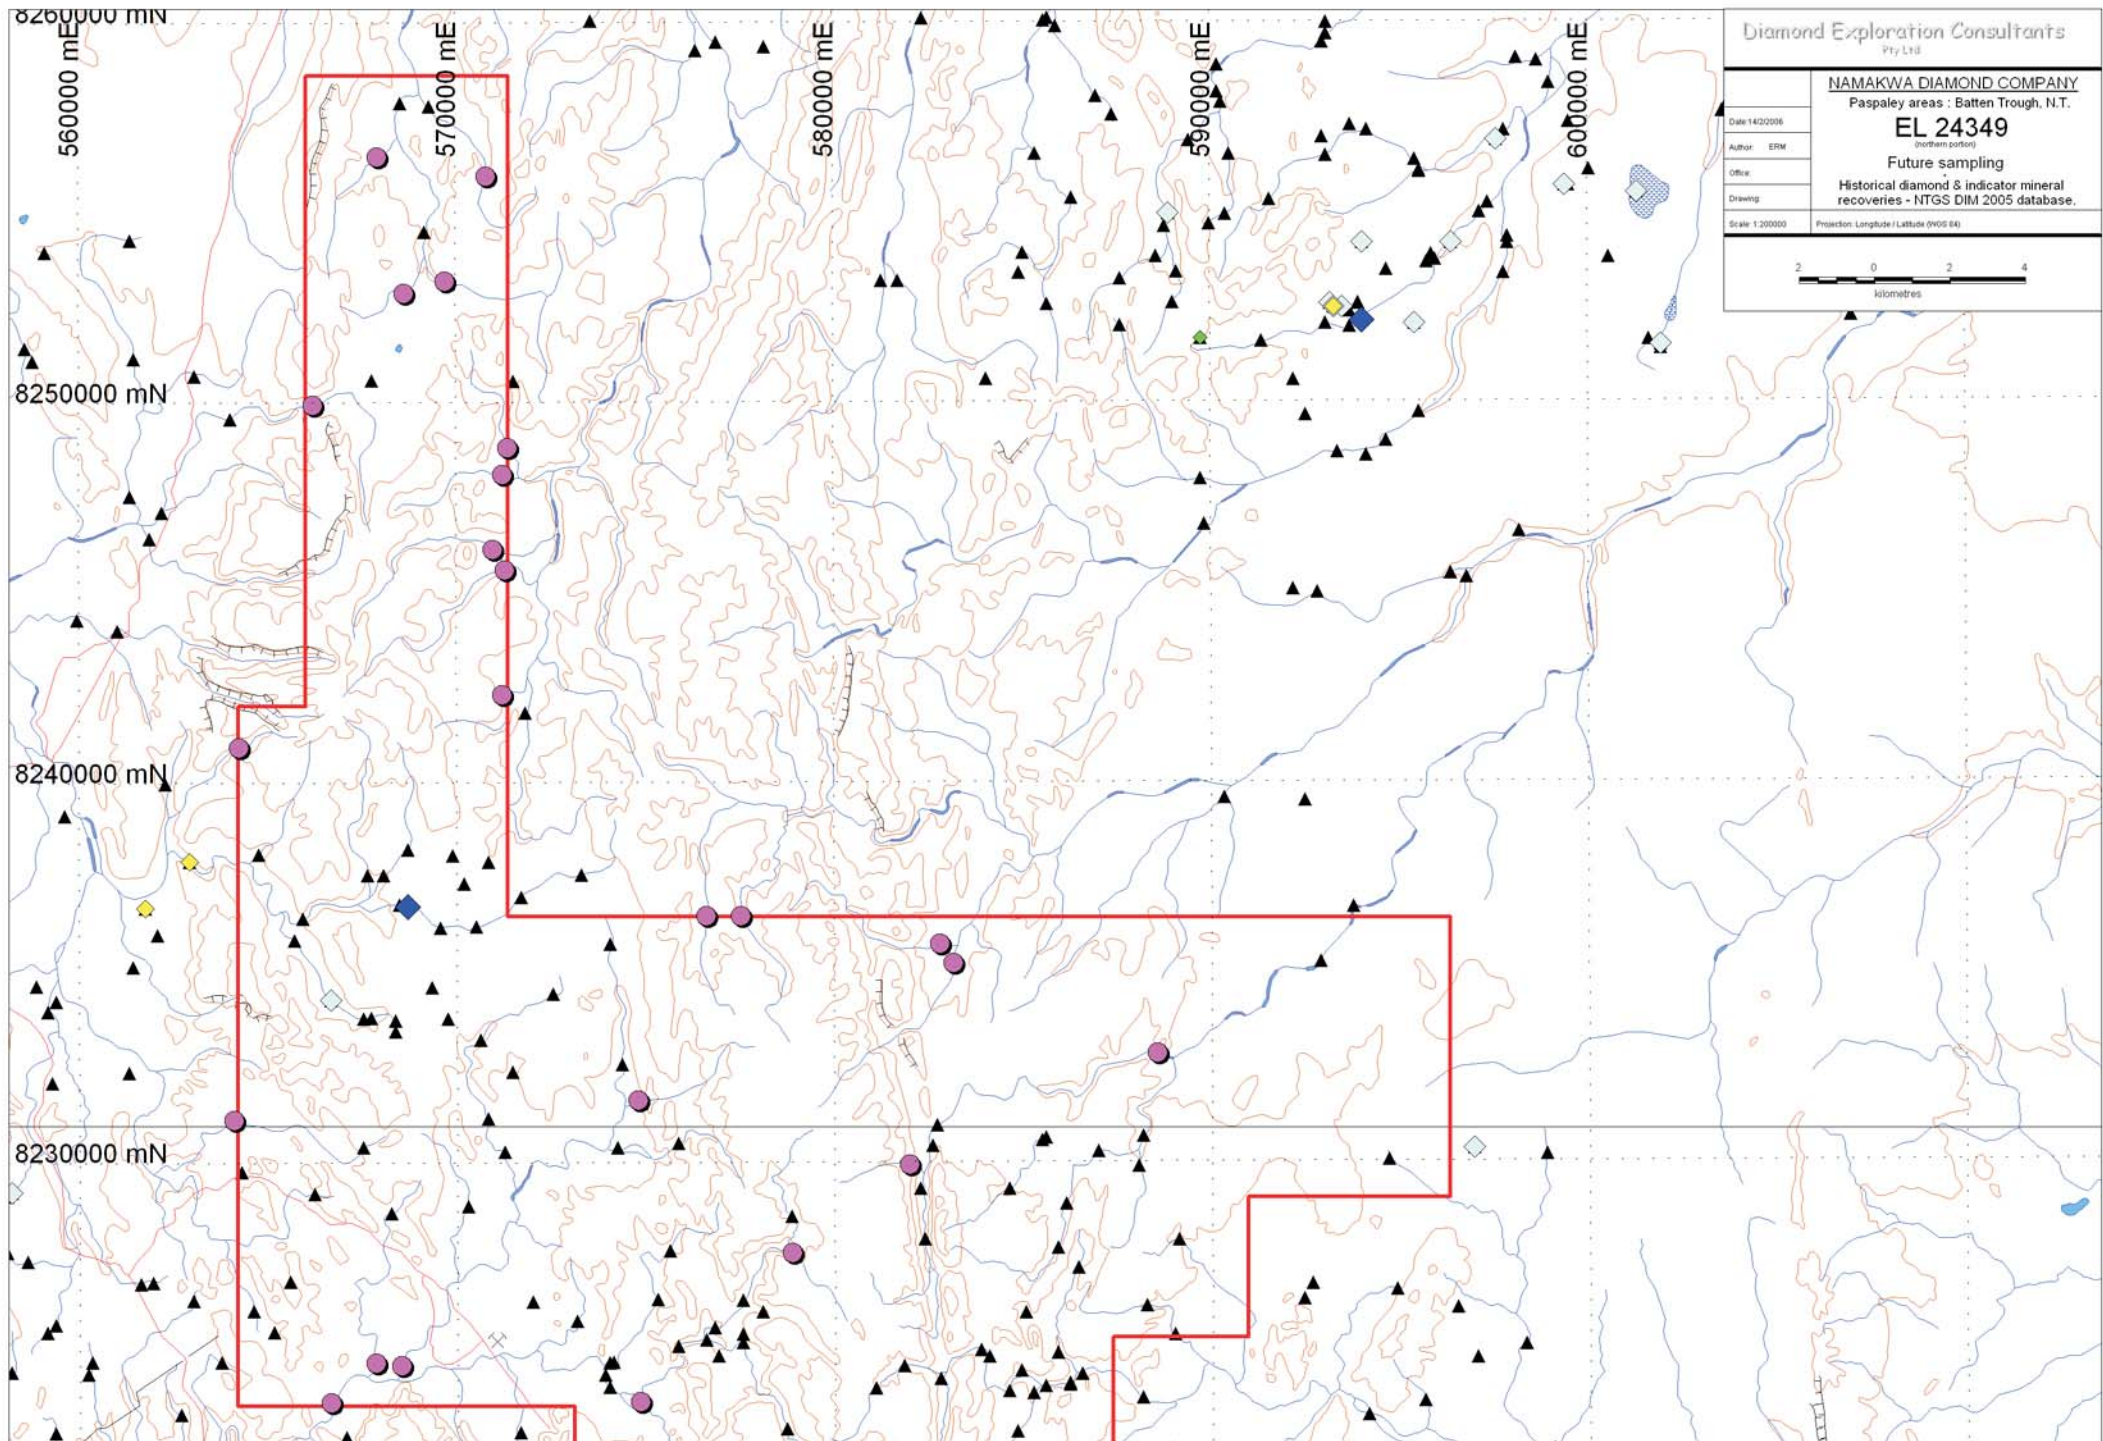 8260000 mN
560000 mE
570000 mE
580000 mE
590000 mE
600000 mE
Diamond Exploration Consultants
Pty Ltd
NAMAKWA DIAMOND COMPANY
Paspaley areas : Batten Trough, N.T.
Date:14/2/2006
EL 24349
(northern portion)
Author: ERM
Future sampling
Office:
Historical diamond & indicator mineral
Drawing:
recoveries - NTGS DIM 2005 database.
Scale: 1:200000
Projection: Longitude / Latitude (WGS 84)
2 0 2 4
kilometres
8250000 mN
8240000 mN
8230000 mN